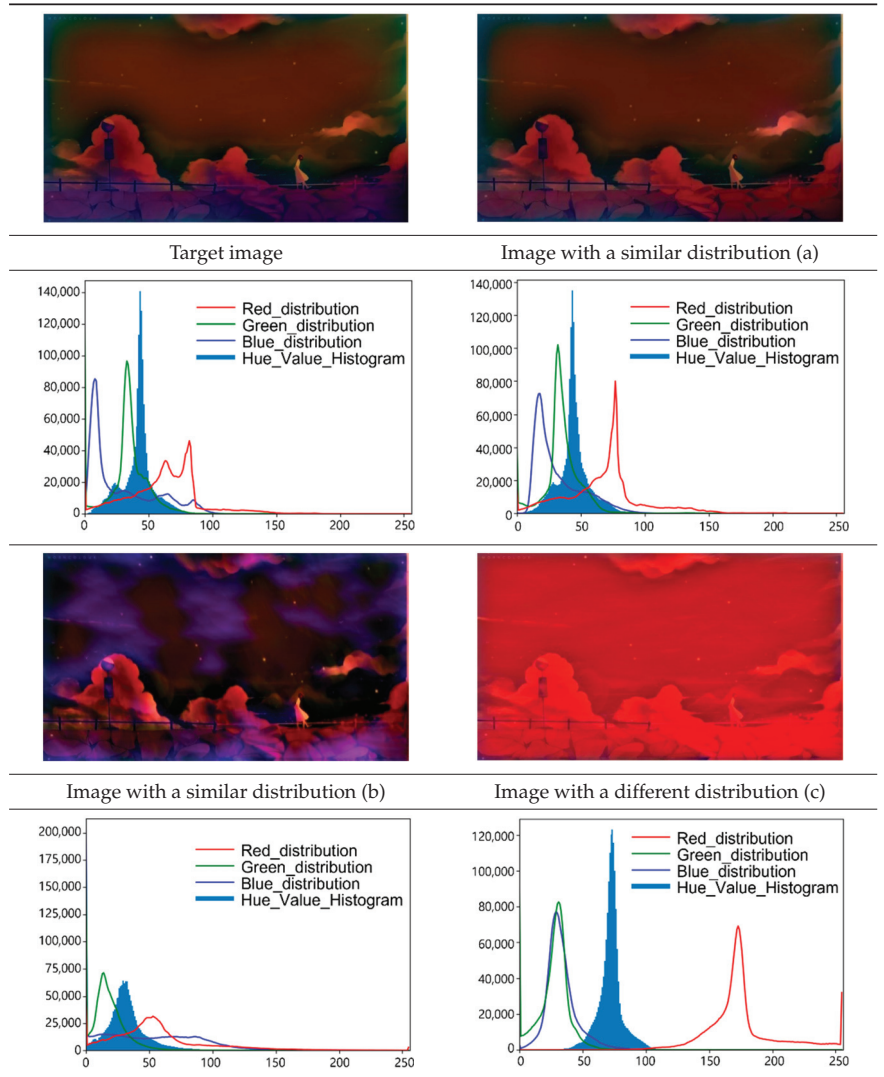 Target image
Image with a similar distribution (a)
140,000
120,000
100,000
80,000
60,000
40,000
20,000
0
0 50 100 150 200 250
Red_distribution
Green_distribution
Blue_distribution
Hue_Value_Histogram
140,000
120,000
100,000
80,000
60,000
40,000
20,000
0
0 50 100 150 200 250
Red_distribution
Green_distribution
Blue_distribution
Hue_Value_Histogram
Image with a similar distribution (b)
Image with a different distribution (c)
200,000
175,000
150,000
125,000
100,000
75,000
50,000
25,000
0
0 50 100 150 200 250
Red_distribution
Green_distribution
Blue_distribution
Hue_Value_Histogram
120,000
100,000
80,000
60,000
40,000
20,000
0
0 50 100 150 200 250
Red_distribution
Green_distribution
Blue_distribution
Hue_Value_Histogram